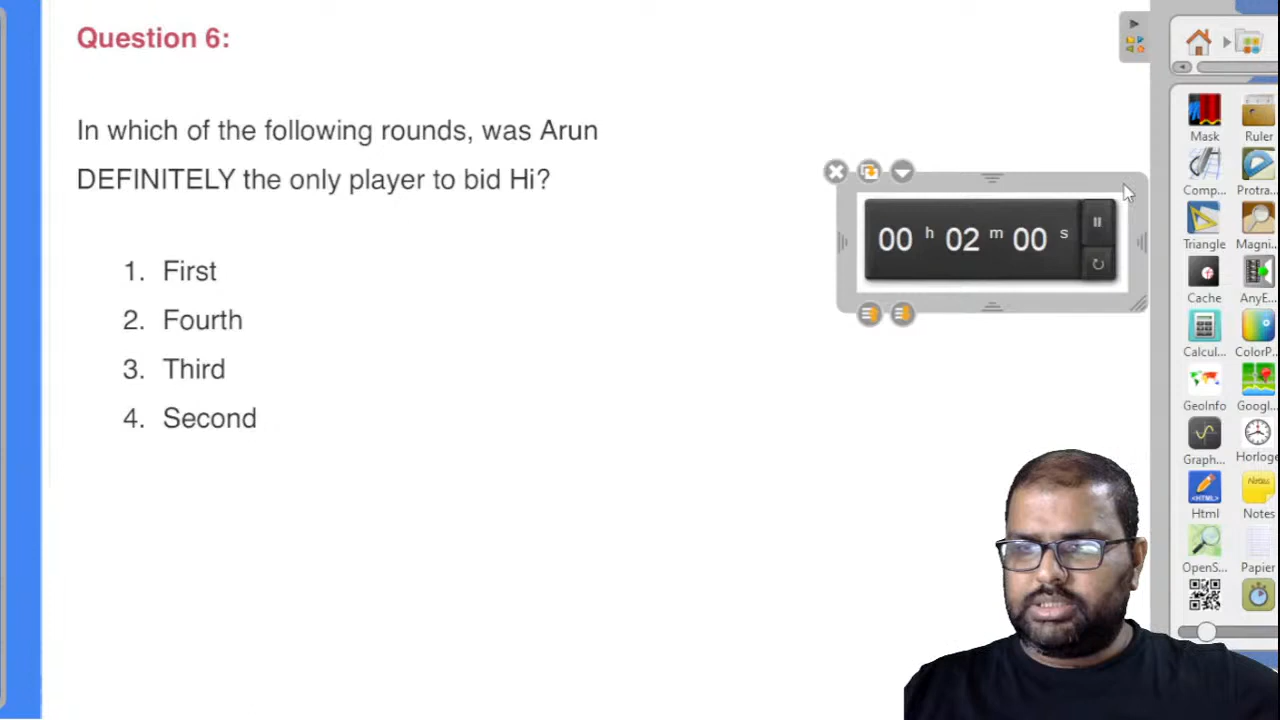 Question 6:
In which of the following rounds, was Arun
DEFINITELY the only player to bid Hi?
1. First
2. Fourth
3. Third
4. Second
00 h 02 m 00 s
Mask Ruler
Comp... Protra...
Triangle Magni...
Cache AnyE...
Calcul... ColorP...
GeoInfo Googl...
Graph... Horloge
<HTML> Notes
Html Notes
OpenS... Papier